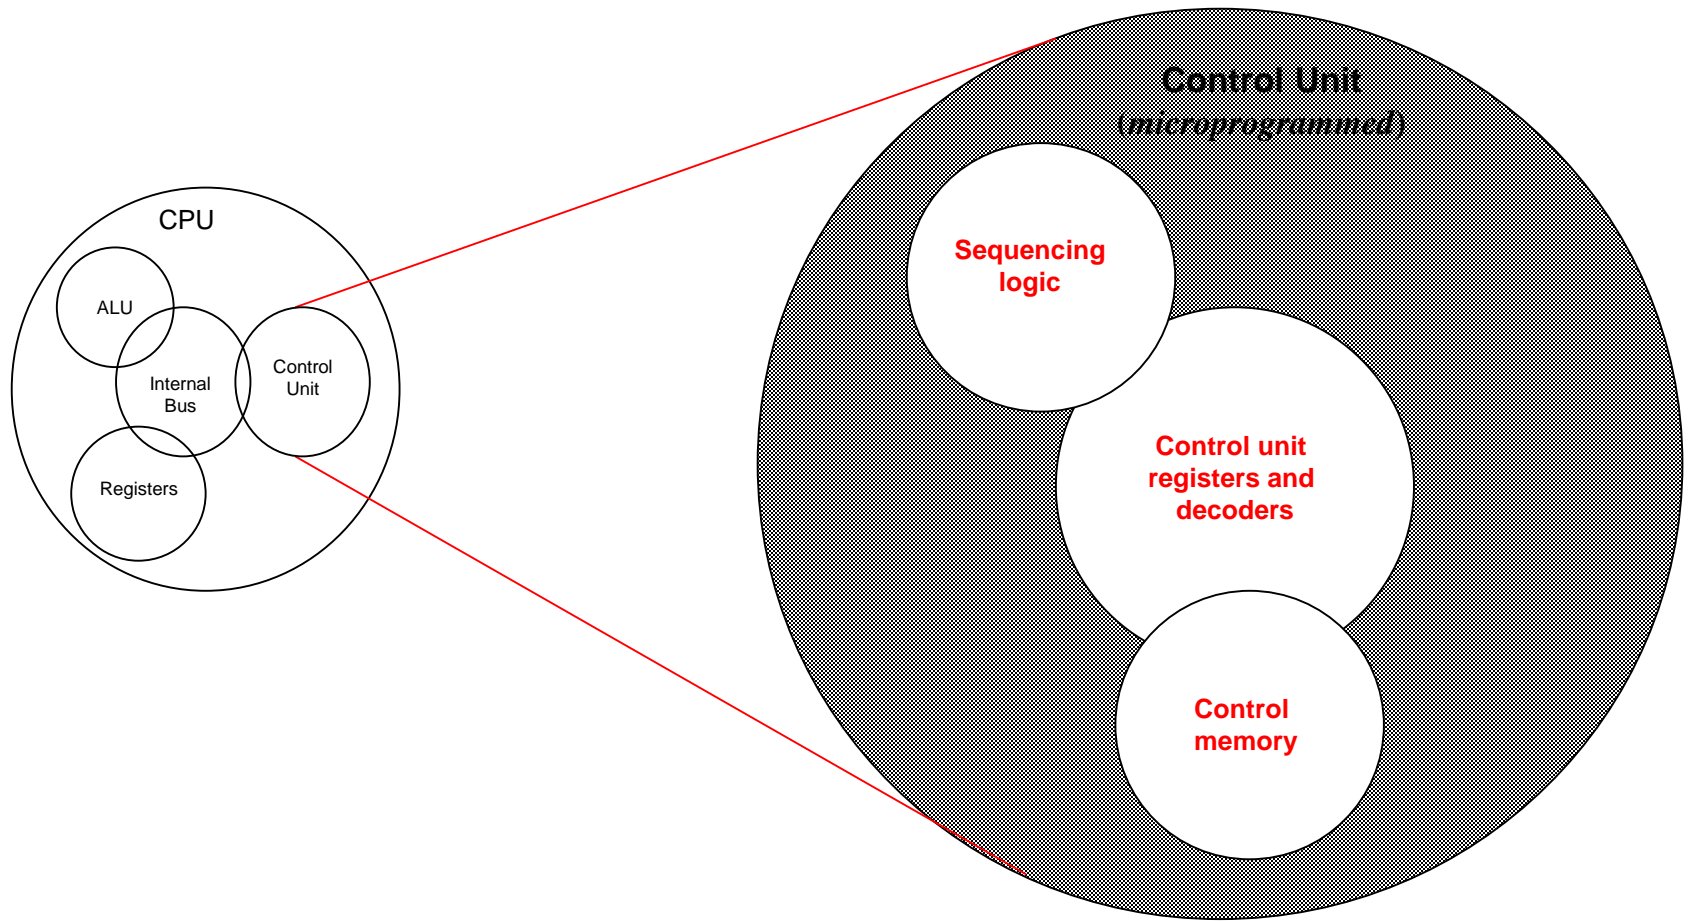 CPU
ALU
Internal
Bus
Control
Unit
Registers
Control Unit
(microprogrammed)
Sequencing
logic
Control unit
registers and
decoders
Control
memory